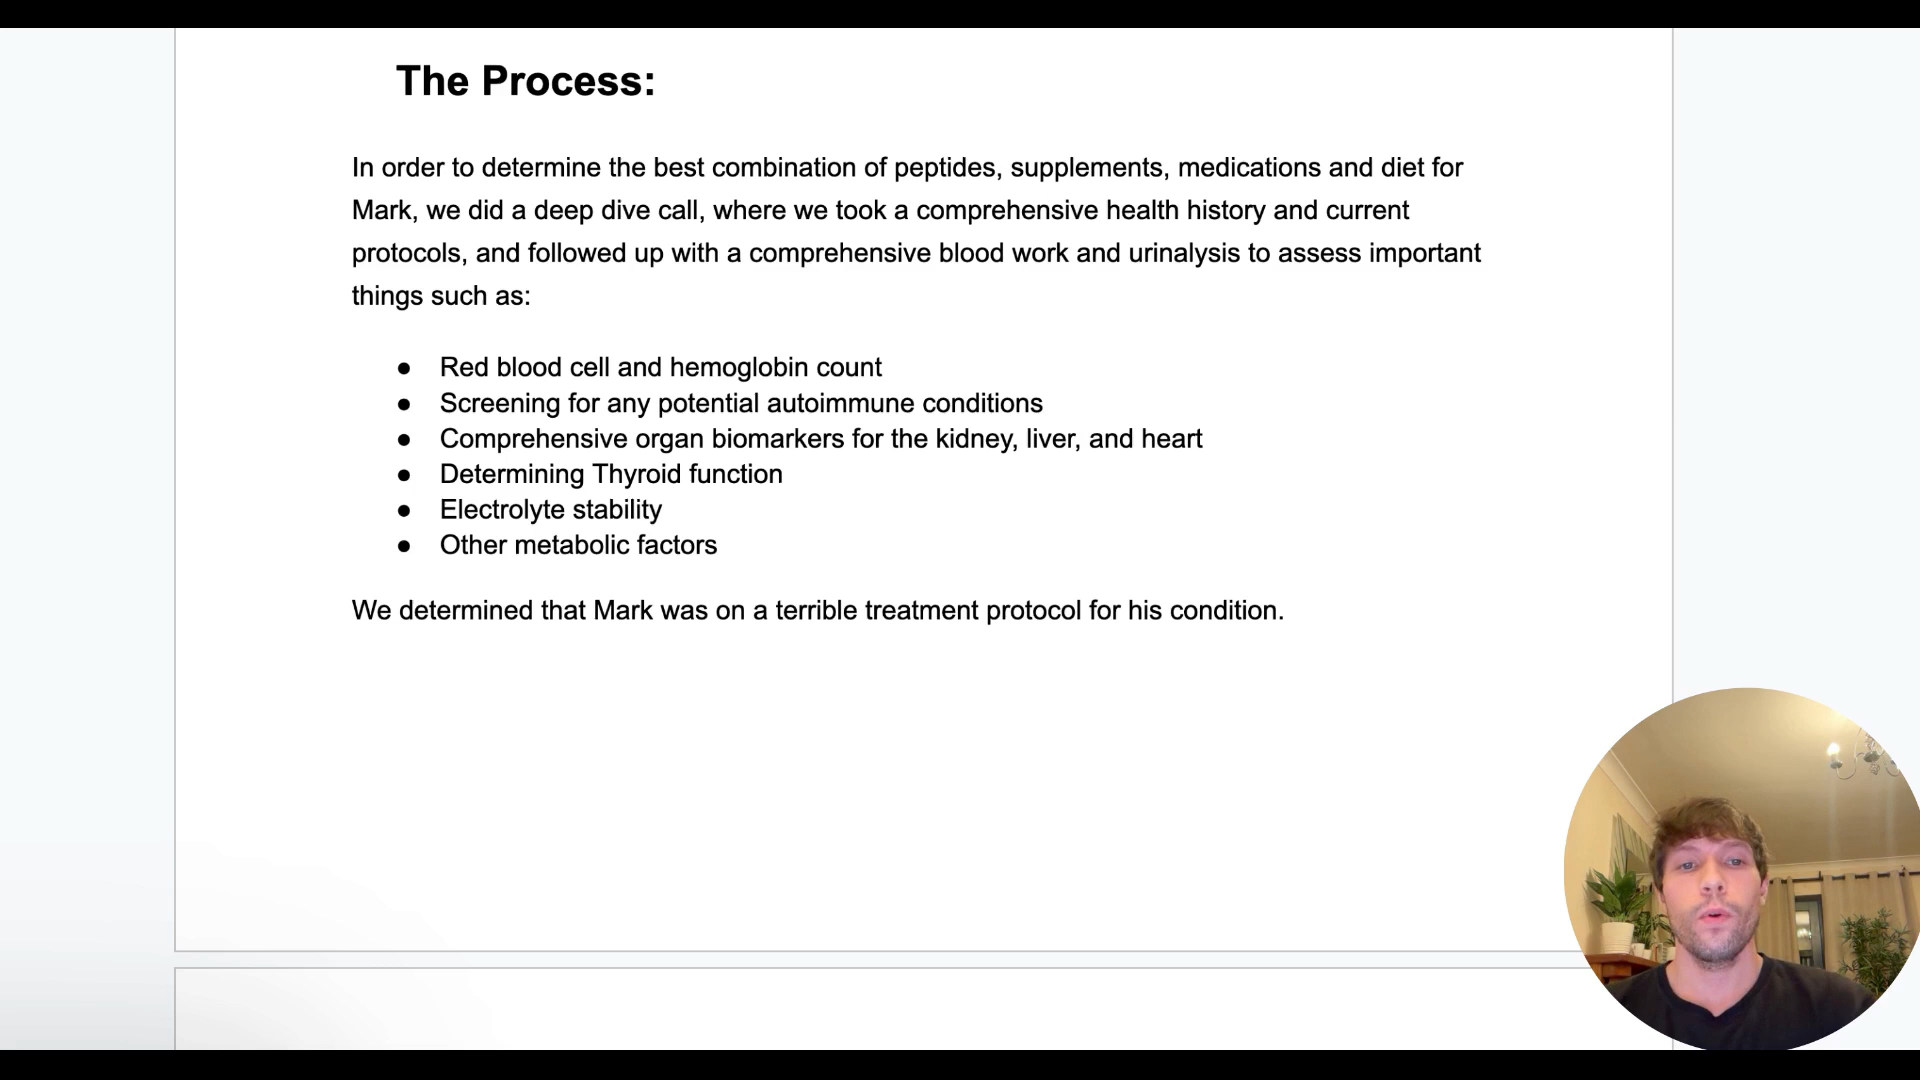 The Process:
In order to determine the best combination of peptides, supplements, medications and diet for
Mark, we did a deep dive call, where we took a comprehensive health history and current
protocols, and followed up with a comprehensive blood work and urinalysis to assess important
things such as:
● Red blood cell and hemoglobin count
● Screening for any potential autoimmune conditions
● Comprehensive organ biomarkers for the kidney, liver, and heart
● Determining Thyroid function
● Electrolyte stability
● Other metabolic factors
We determined that Mark was on a terrible treatment protocol for his condition.